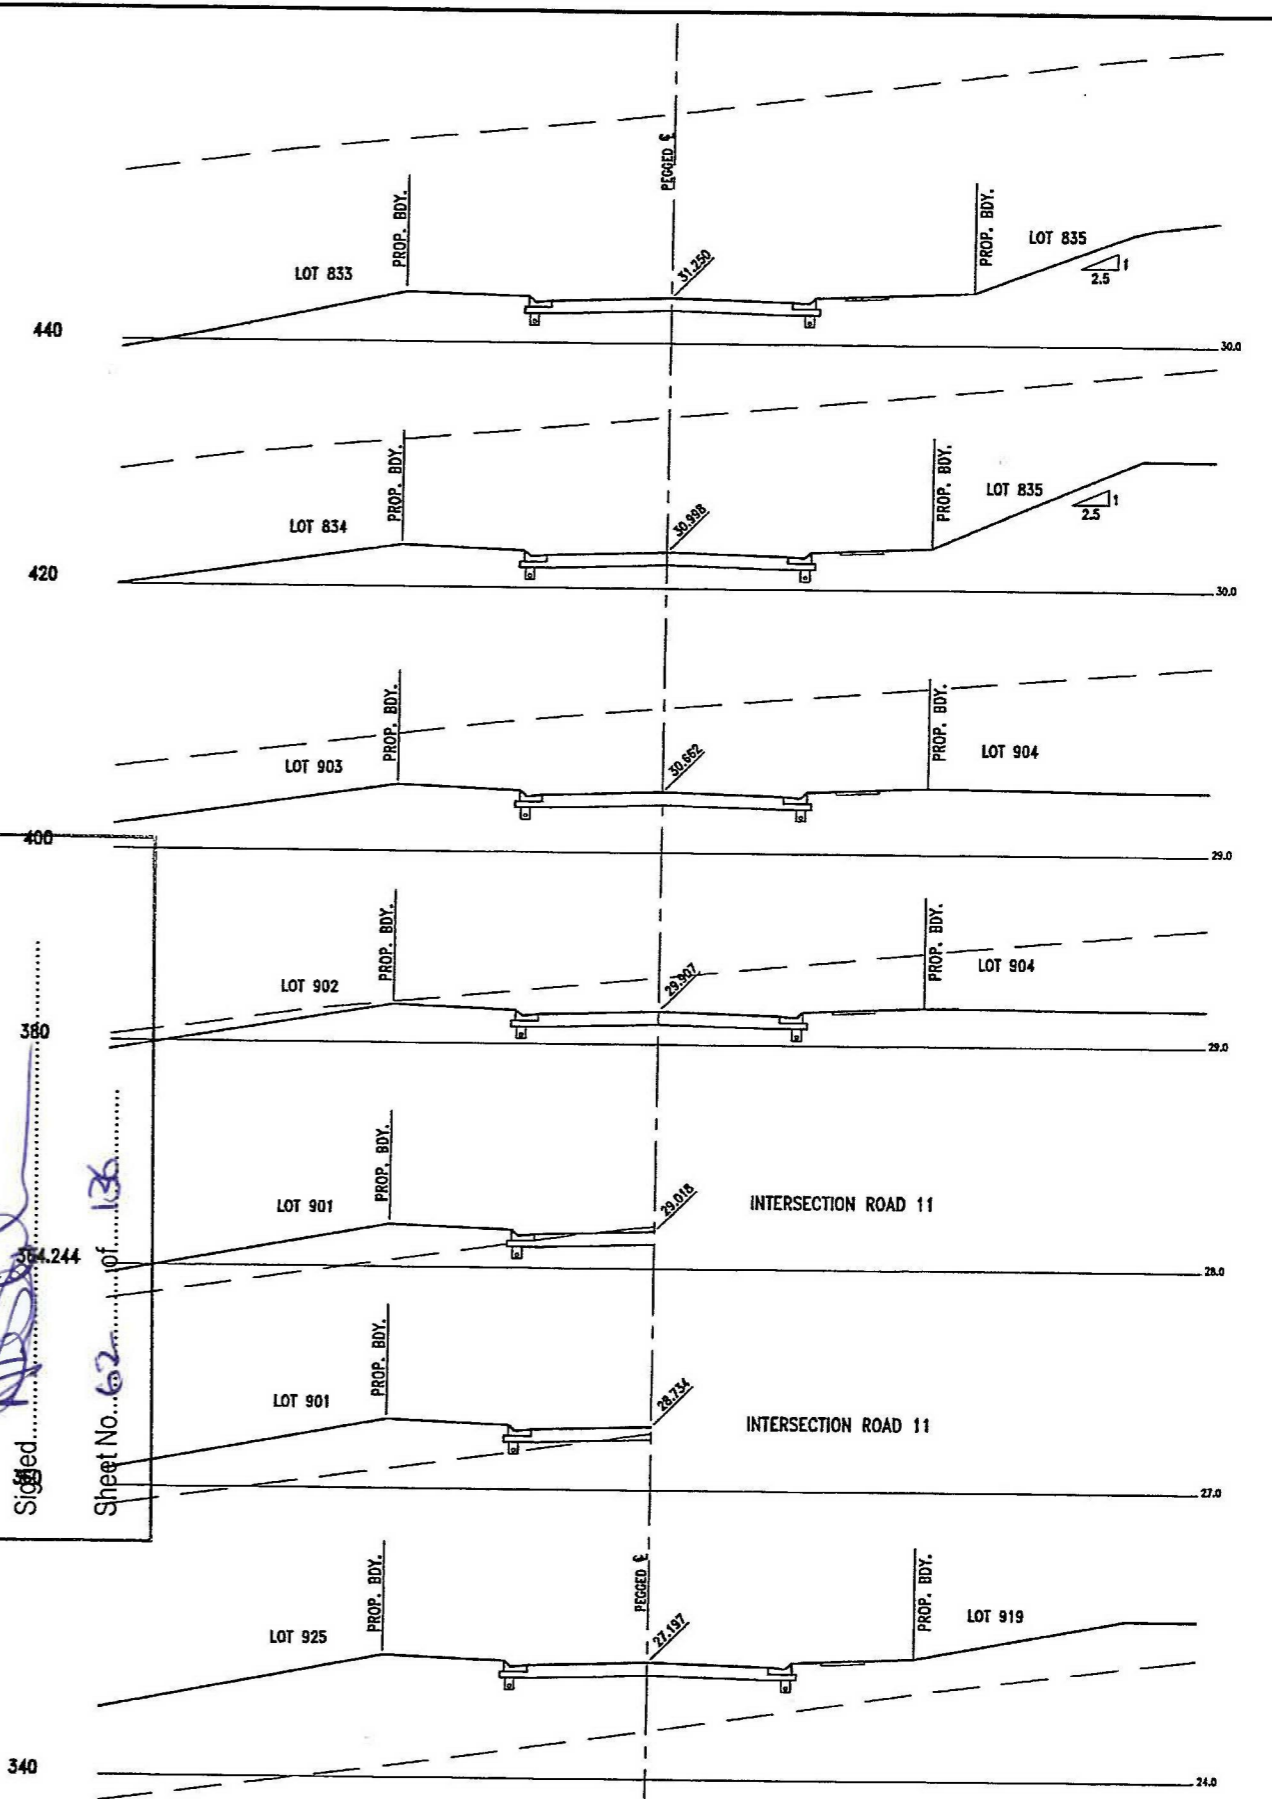 PEGGED ℄
PROP. BDY.
PROP. BDY.
LOT 833
31.250
LOT 835
1
2.5
440
30.0
PROP. BDY.
PROP. BDY.
LOT 834
30.998
LOT 835
1
2.5
420
30.0
PROP. BDY.
PROP. BDY.
LOT 903
30.662
LOT 904
400
29.0
PROP. BDY.
PROP. BDY.
LOT 902
29.907
LOT 904
380
29.0
PROP. BDY.
LOT 901
29.018
INTERSECTION ROAD 11
364.244
28.0
PROP. BDY.
LOT 901
28.734
INTERSECTION ROAD 11
360
27.0
Signed
Sheet No. 62 of 136
PROP. BDY.
PEGGED ℄
PROP. BDY.
LOT 925
27.197
LOT 919
340
24.0